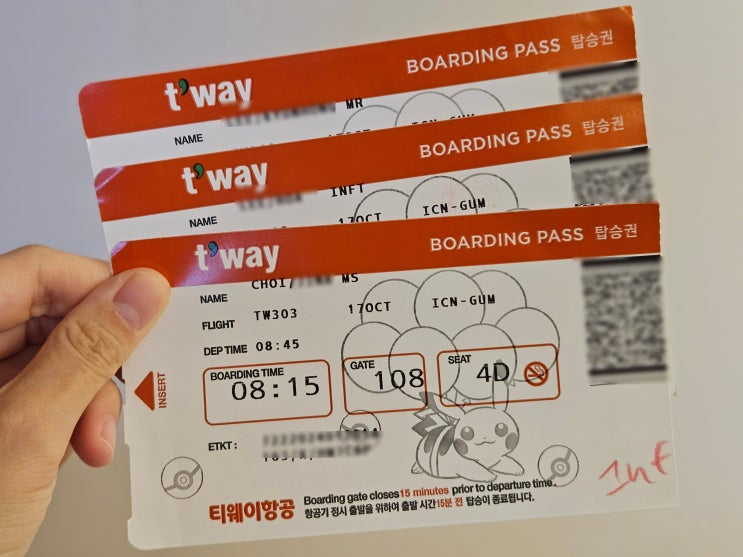 t'way BOARDING PASS 탑승권
NAME MR
ICN-GUM
t'way BOARDING PASS 탑승권
NAME INFT
17OCT ICN-GUM
t'way BOARDING PASS 탑승권
NAME CHOI/ MS
FLIGHT TW303 17OCT ICN-GUM
DEP TIME 08:45
BOARDING TIME GATE SEAT
08:15 108 4D
INSERT
ETKT :
Inf
티웨이항공 Boarding gate closes 15 minutes prior to departure time.
항공기 정시 출발을 위하여 출발 시간 15분 전 탑승이 종료됩니다.